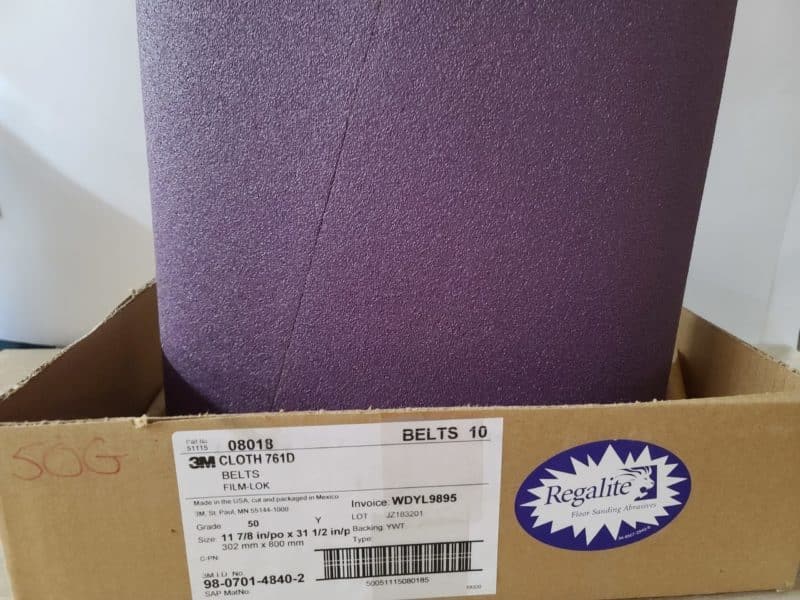 Part No. 08018 BELTS 10
51115
3M CLOTH 761D
BELTS
FILM-LOK
Made in the USA, cut and packaged in Mexico
3M, St. Paul, MN 55144-1000
Invoice: WDYL9895
LOT JZ183201
Grade 50 Y
Size: 11 7/8 in/po x 31 1/2 in/p Backing: YWT
302 mm x 800 mm Type:
C-PN:
3M I.D. No.
98-0701-4840-2
SAP MatNo.
50051115080185
50G
Regalite
Floor Sanding Abrasives